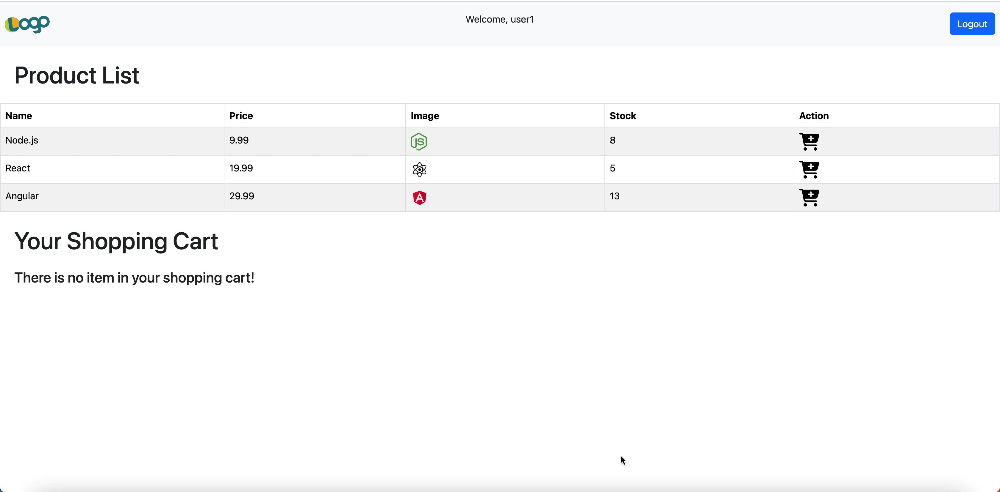 Logo
Welcome, user1
Logout
Product List
Name Price Image Stock Action
Node.js 9.99 JS 8
React 19.99 5
Angular 29.99 A 13
Your Shopping Cart
There is no item in your shopping cart!